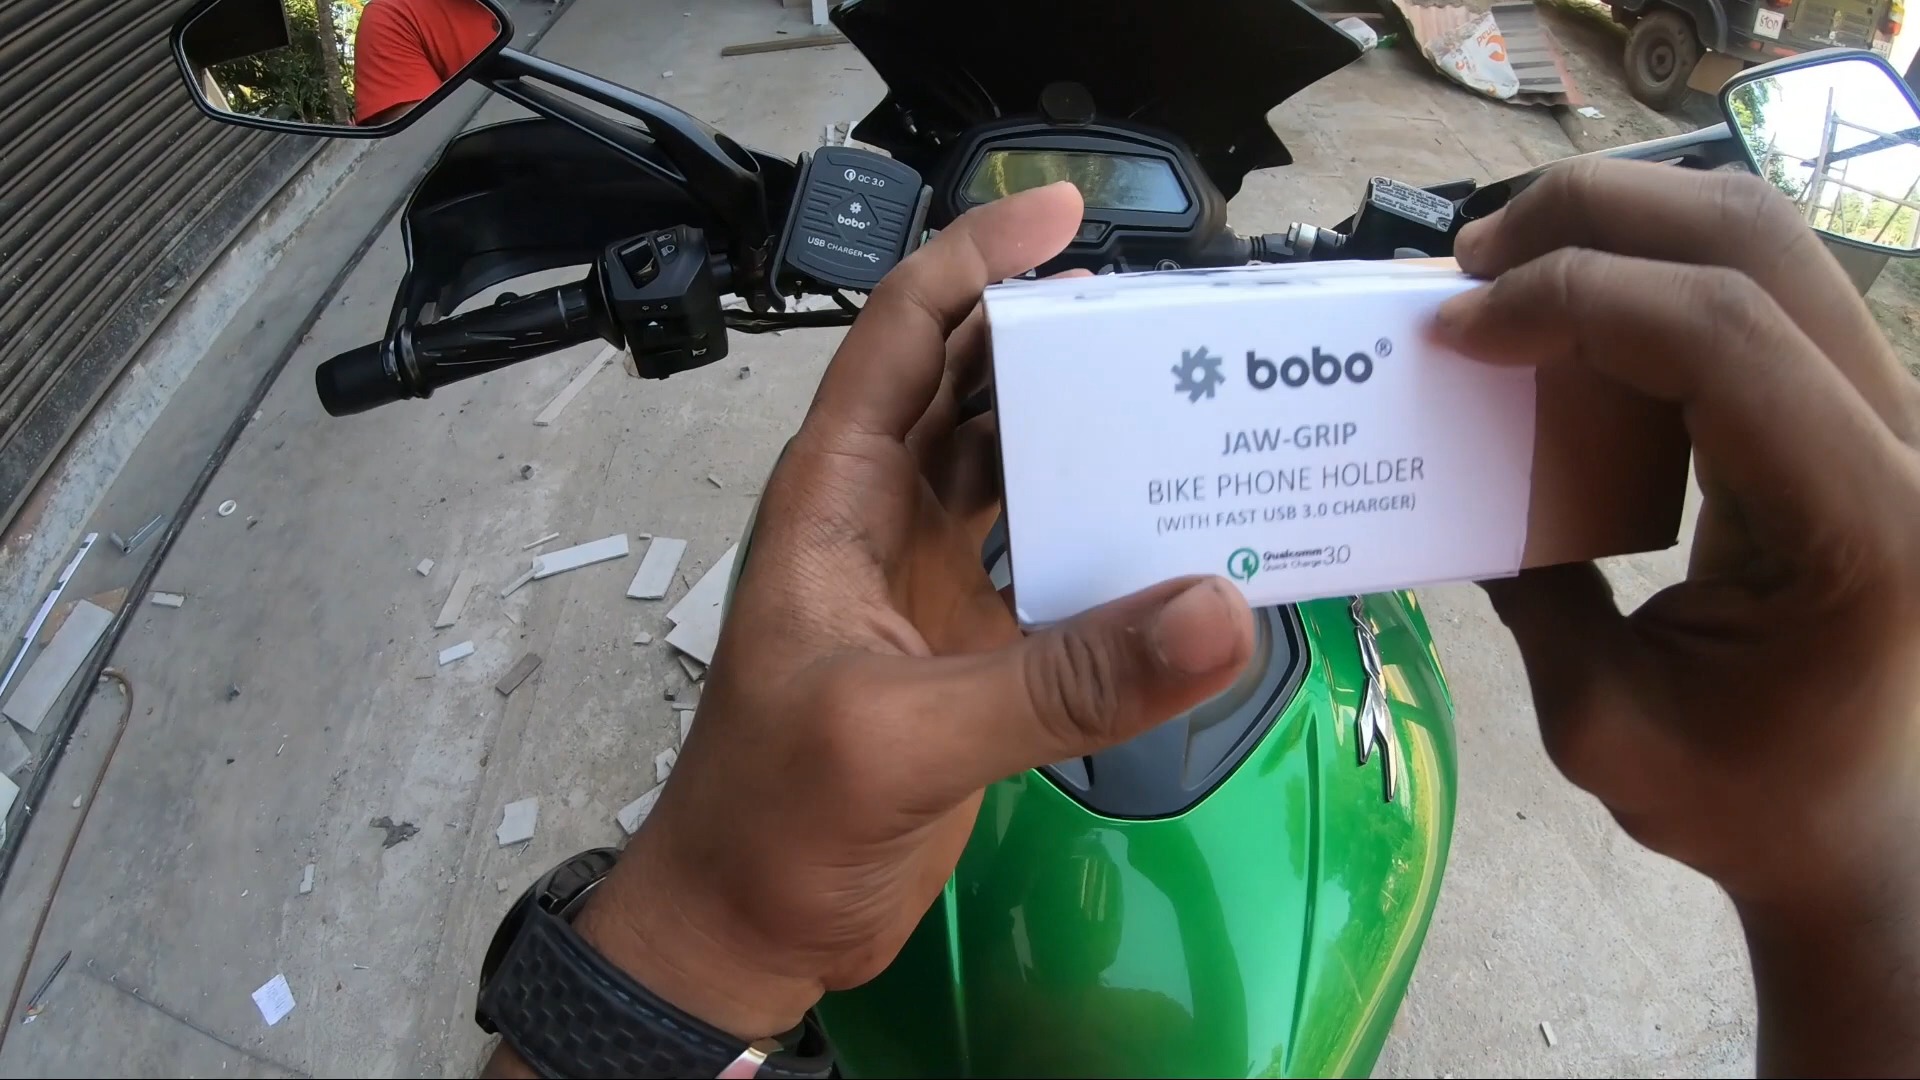 QC 3.0
bobo
USB CHARGER
bobo®
JAW-GRIP
BIKE PHONE HOLDER
(WITH FAST USB 3.0 CHARGER)
Qualcomm
Quick Charge 3.0